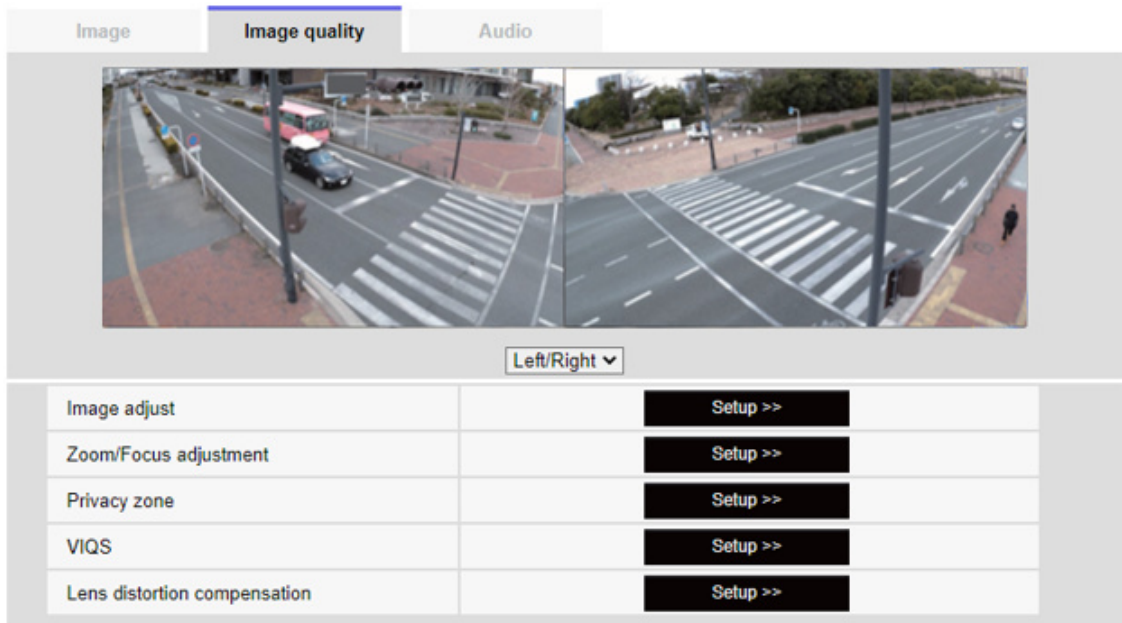 Image Image quality Audio
Left/Right
Image adjust Setup >>
Zoom/Focus adjustment Setup >>
Privacy zone Setup >>
VIQS Setup >>
Lens distortion compensation Setup >>